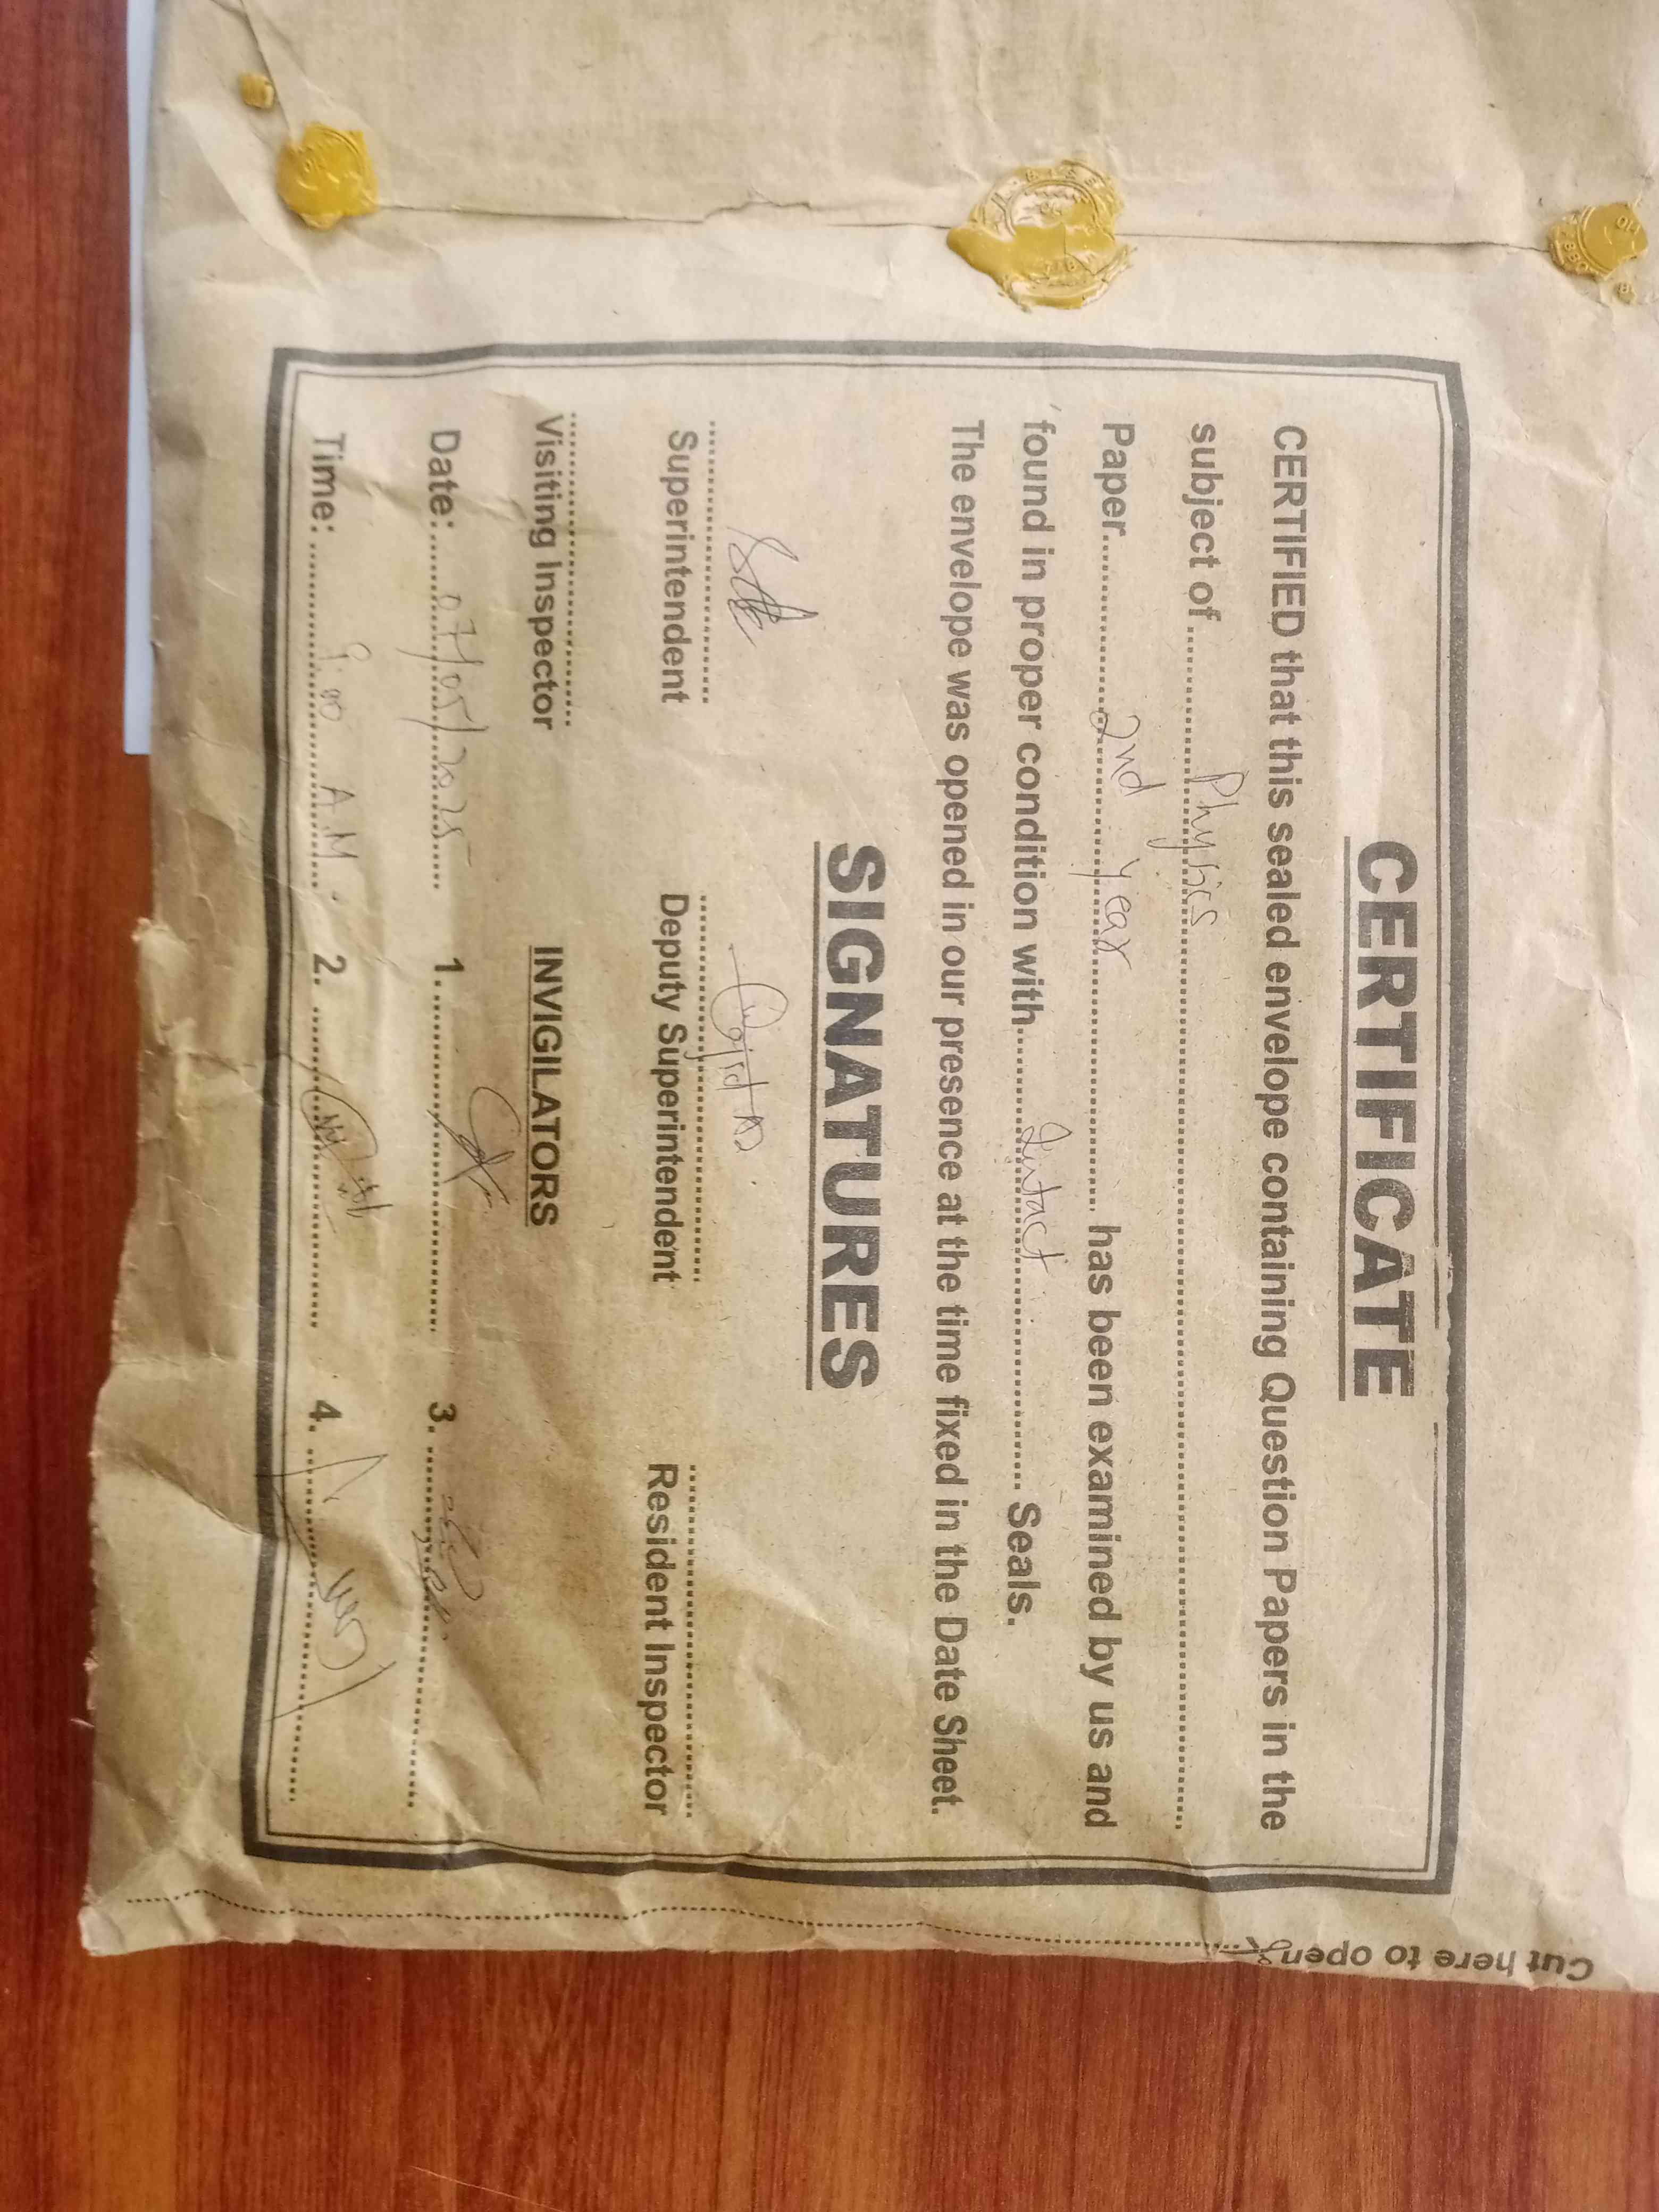 CERTIFICATE
CERTIFIED that this sealed envelope containing Question Papers in the
subject of .......... Physics ..........
Paper .......... 2nd year .......... has been examined by us and
found in proper condition with .......... Intact .......... Seals.
The envelope was opened in our presence at the time fixed in the Date Sheet.
SIGNATURES
Superintendent Deputy Superintendent Resident Inspector
Visiting Inspector INVIGILATORS
Date: 07/05/2025 1. 3.
Time: 9:00 A.M. 2. 4.
Cut here to open